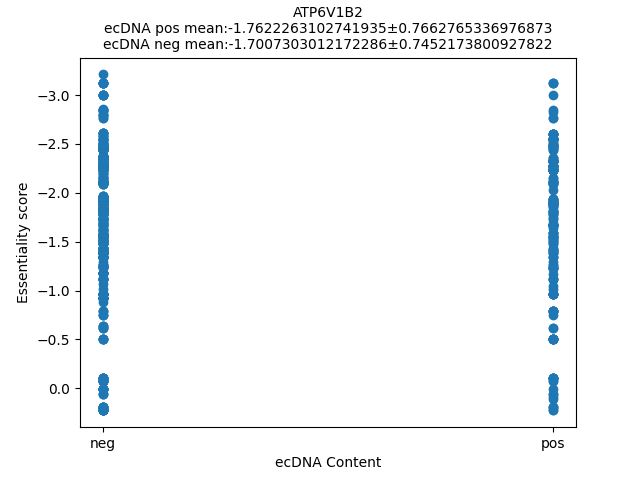 ATP6V1B2
ecDNA pos mean:-1.7622263102741935±0.7662765336976873
ecDNA neg mean:-1.7007303012172286±0.7452173800927822
−3.0
−2.5
−2.0
−1.5
−1.0
−0.5
0.0
Essentiality score
neg
pos
ecDNA Content